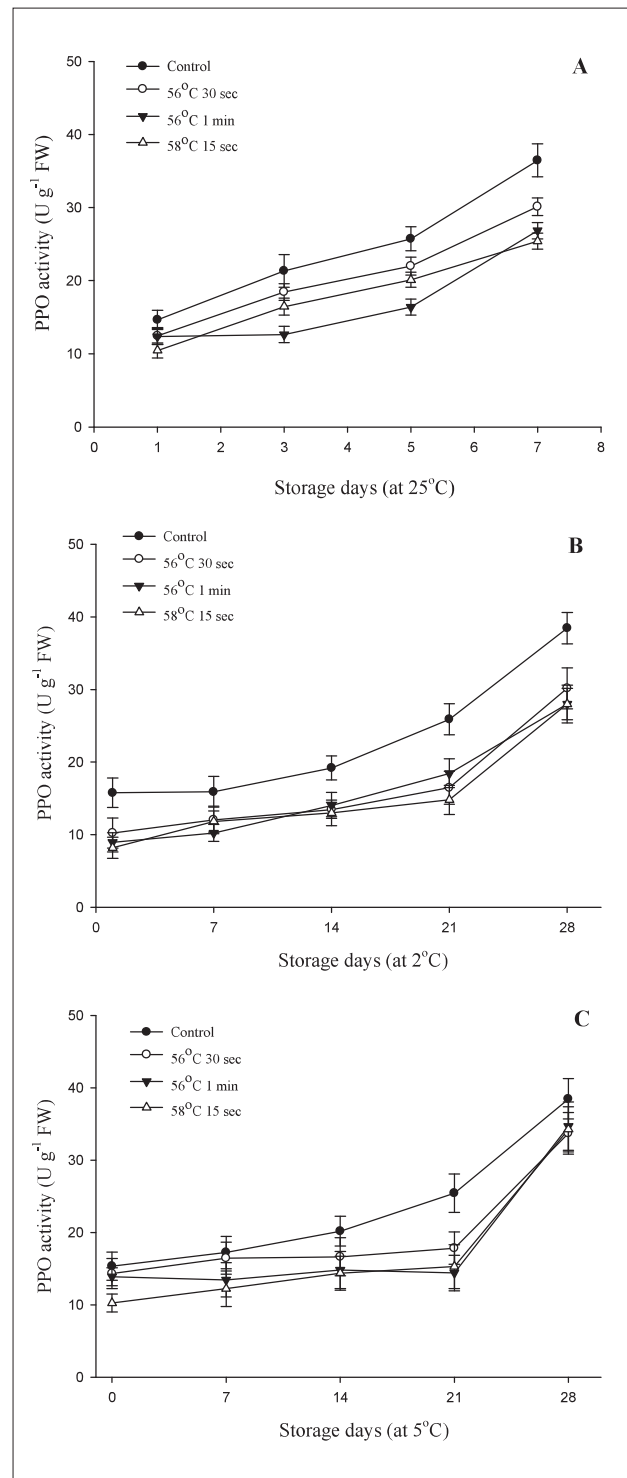 A
Control
56°C 30 sec
56°C 1 min
58°C 15 sec
50
40
30
20
10
0
PPO activity (U g-1 FW)
0 1 2 3 4 5 6 7 8
Storage days (at 25°C)
B
Control
56°C 30 sec
56°C 1 min
58°C 15 sec
50
40
30
20
10
0
PPO activity (U g-1 FW)
0 7 14 21 28
Storage days (at 2°C)
C
Control
56°C 30 sec
56°C 1 min
58°C 15 sec
50
40
30
20
10
0
PPO activity (U g-1 FW)
0 7 14 21 28
Storage days (at 5°C)